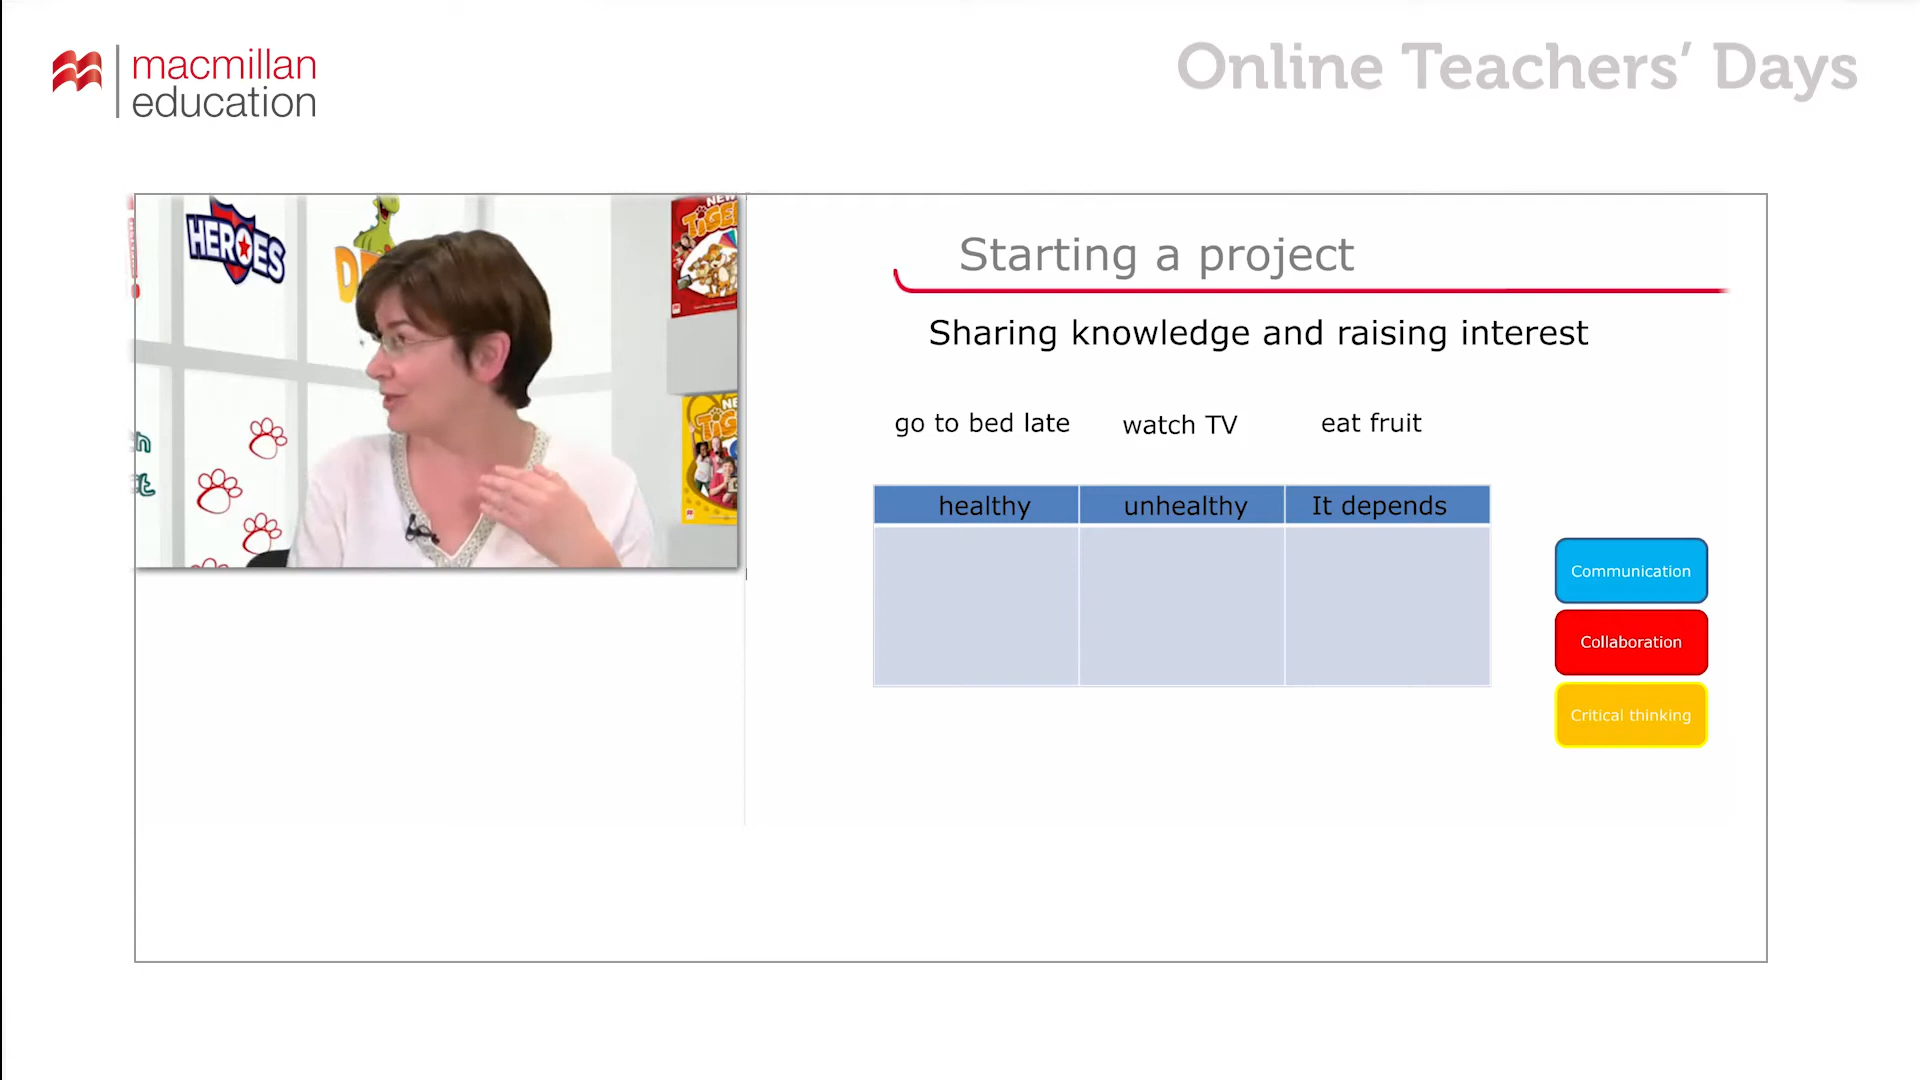 macmillan
education
Online Teachers’ Days
HEROES
NEW
Starting a project
Sharing knowledge and raising interest
go to bed late watch TV eat fruit
healthy unhealthy It depends
Communication
Collaboration
Critical thinking